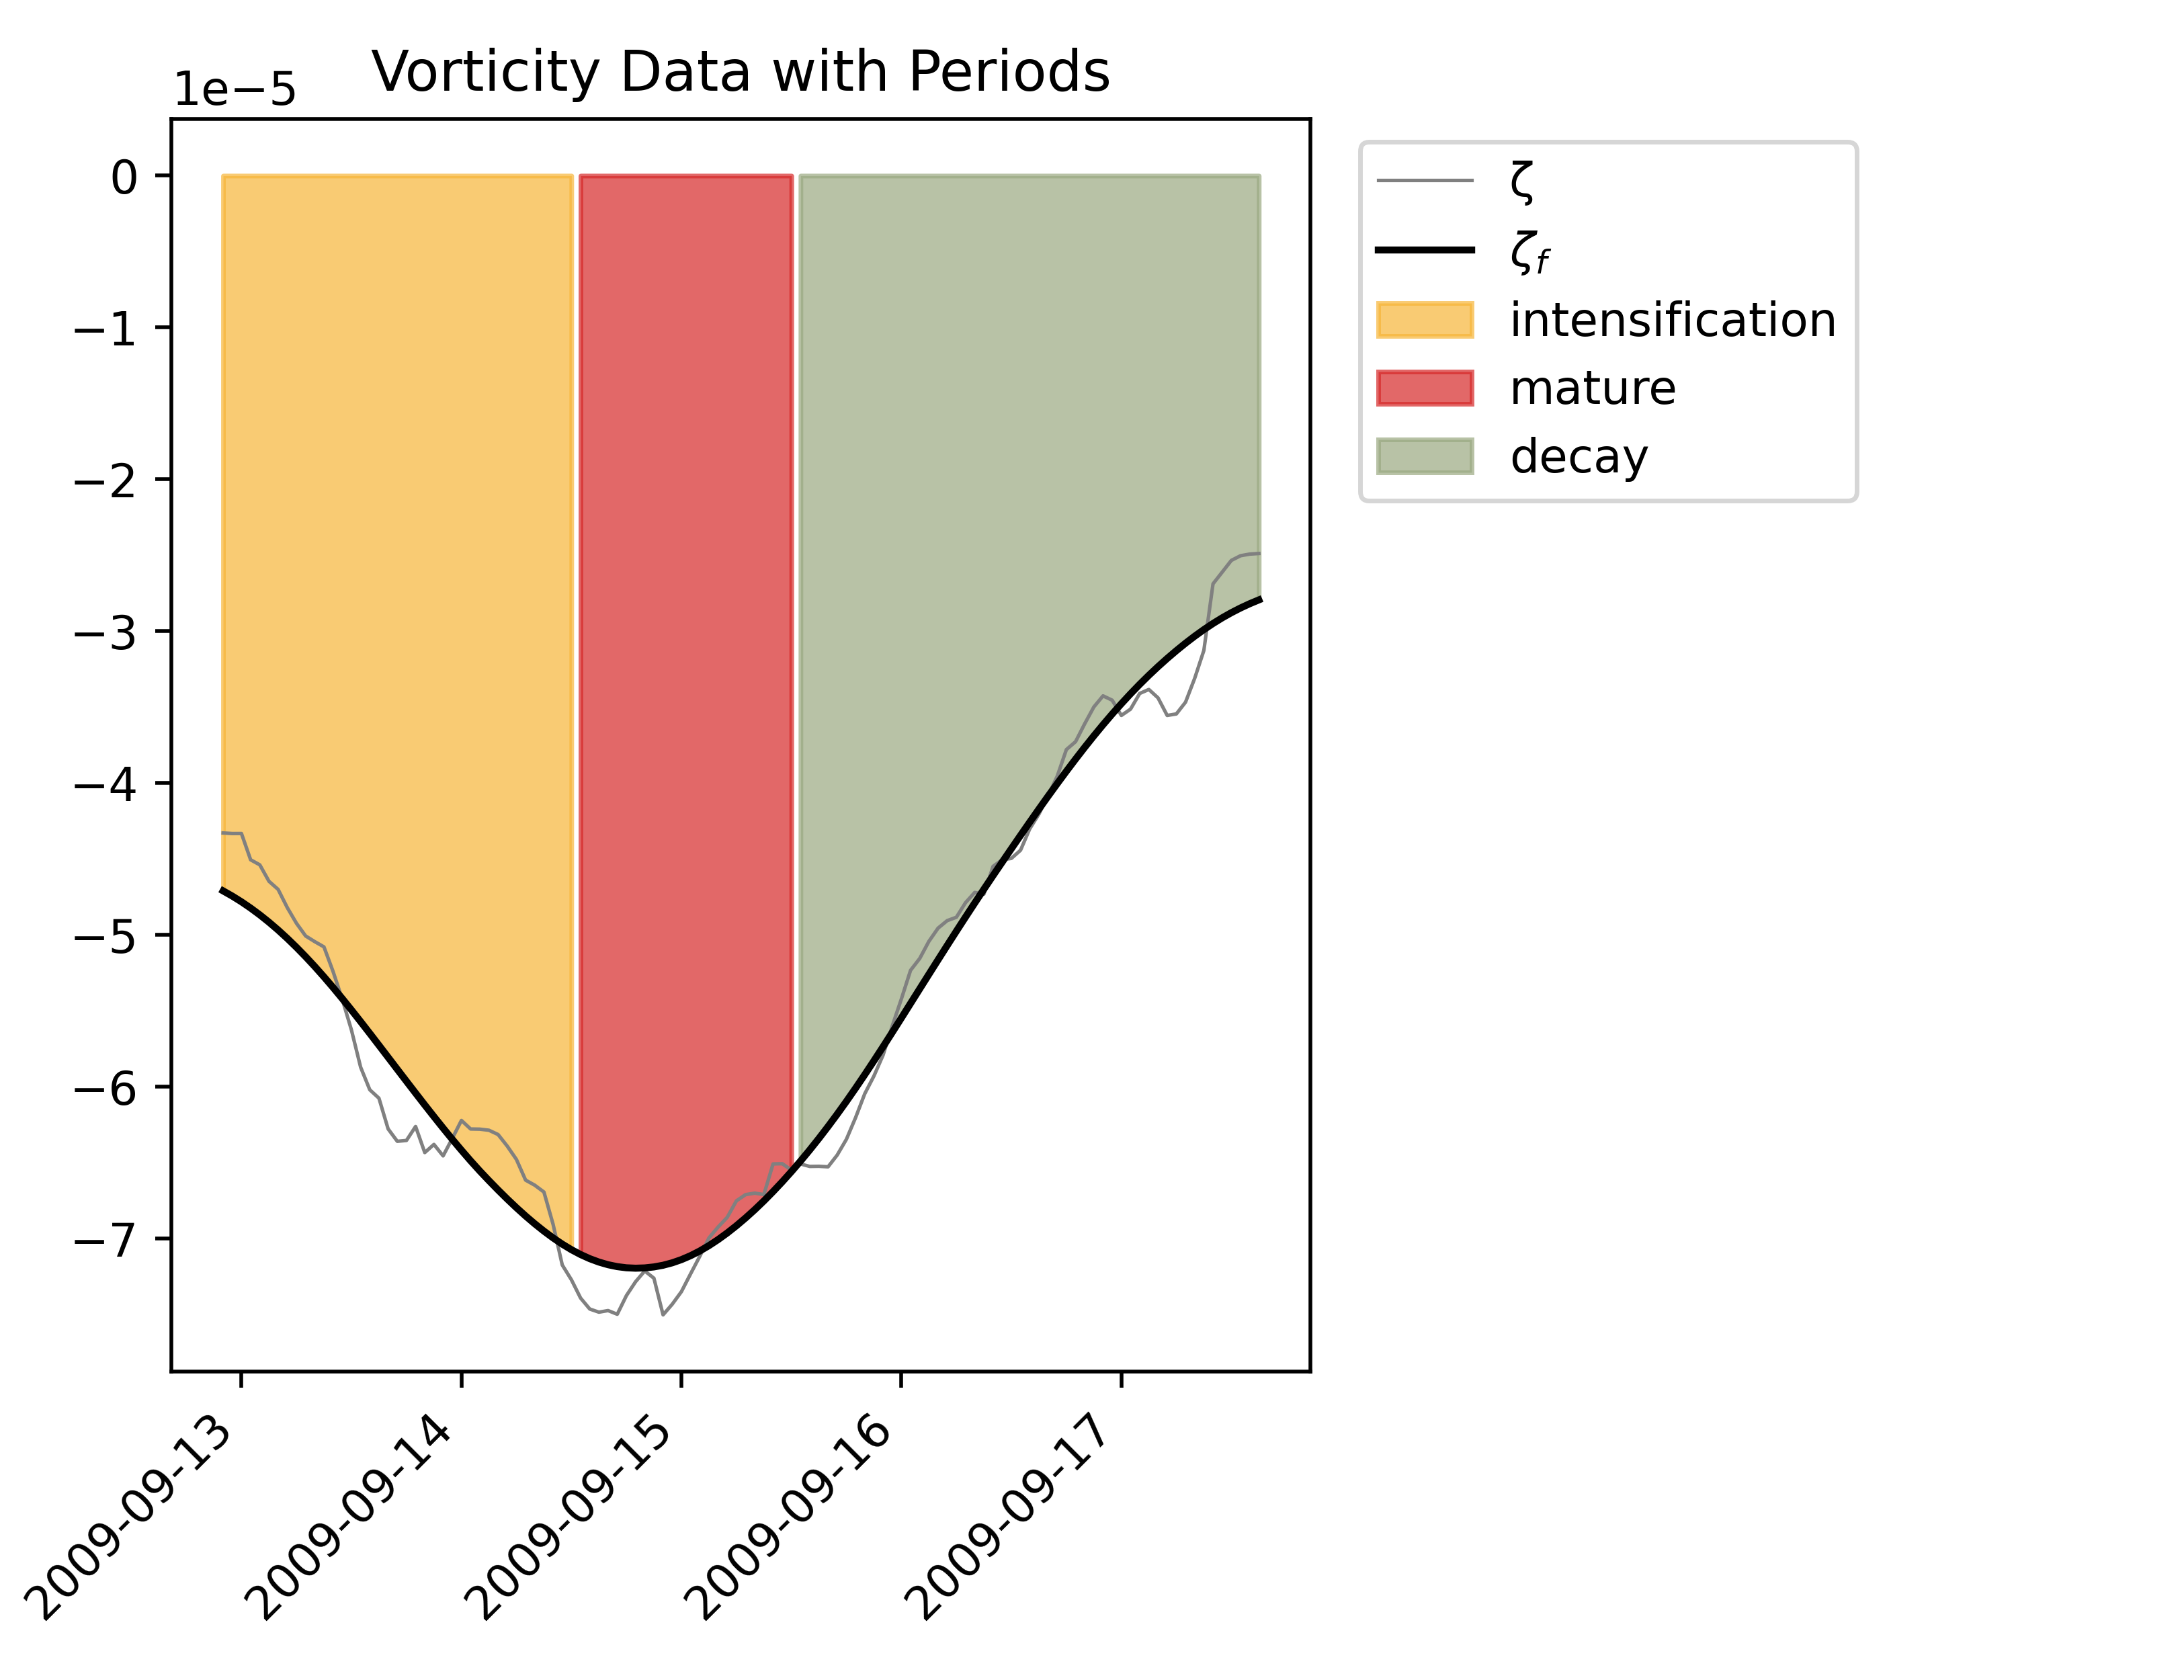 Vorticity Data with Periods
1e−5
0
−1
−2
−3
−4
−5
−6
−7
2009-09-13
2009-09-14
2009-09-15
2009-09-16
2009-09-17
ζ
ζf
intensification
mature
decay